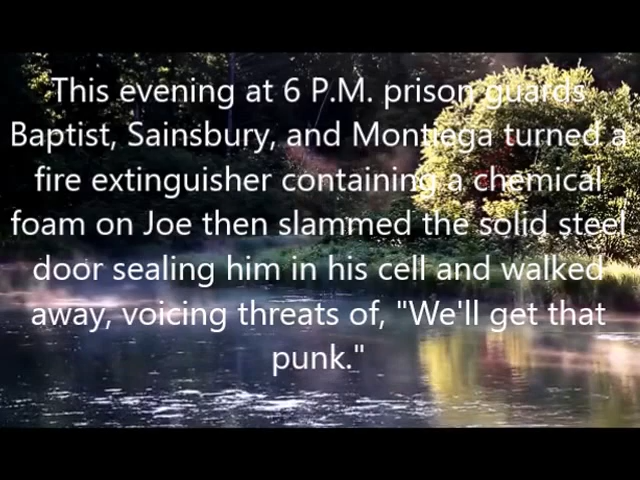 This evening at 6 P.M. prison guards
Baptist, Sainsbury, and Montiega turned a
fire extinguisher containing a chemical
foam on Joe then slammed the solid steel
door sealing him in his cell and walked
away, voicing threats of, "We'll get that
punk."